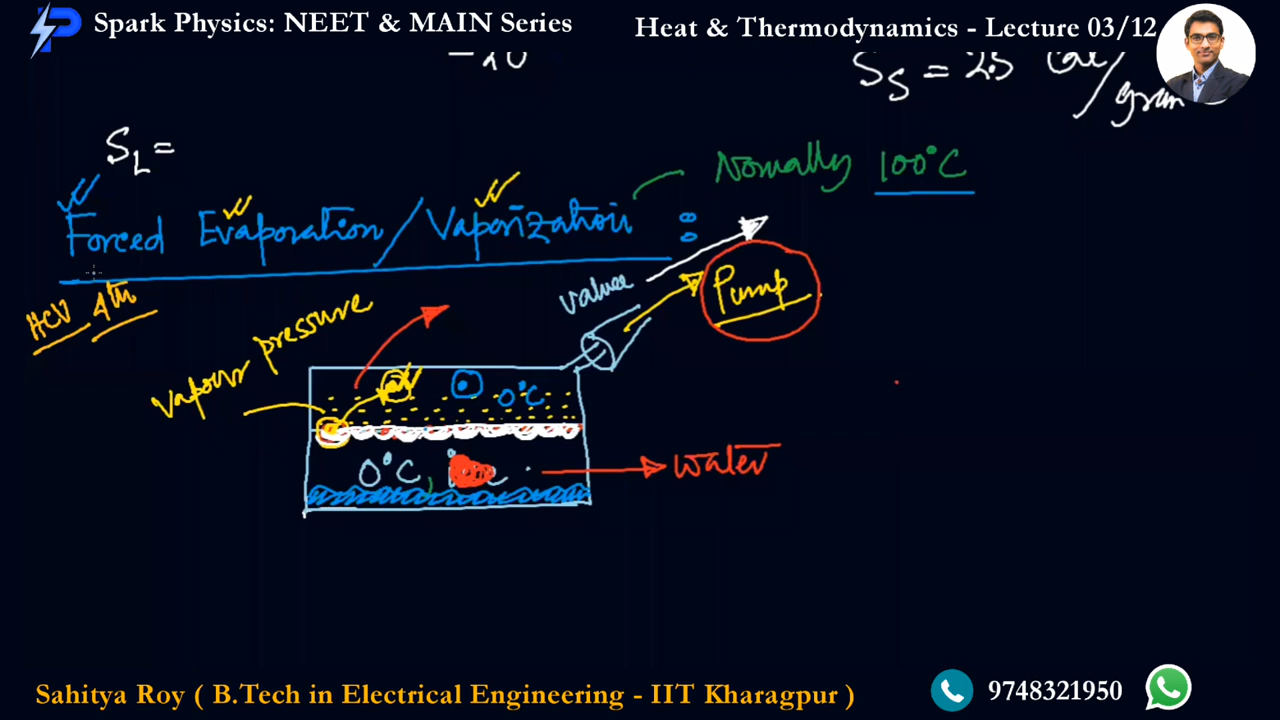 Spark Physics: NEET & MAIN Series
Heat & Thermodynamics - Lecture 03/12
S_S = 2.5 Cal/gram
S_L =
Normally 100°C
Forced Evaporation/Vaporization :
HCV 4th
vapour pressure
value
Pump
0°C
0°C,
water
Sahitya Roy ( B.Tech in Electrical Engineering - IIT Kharagpur )
9748321950